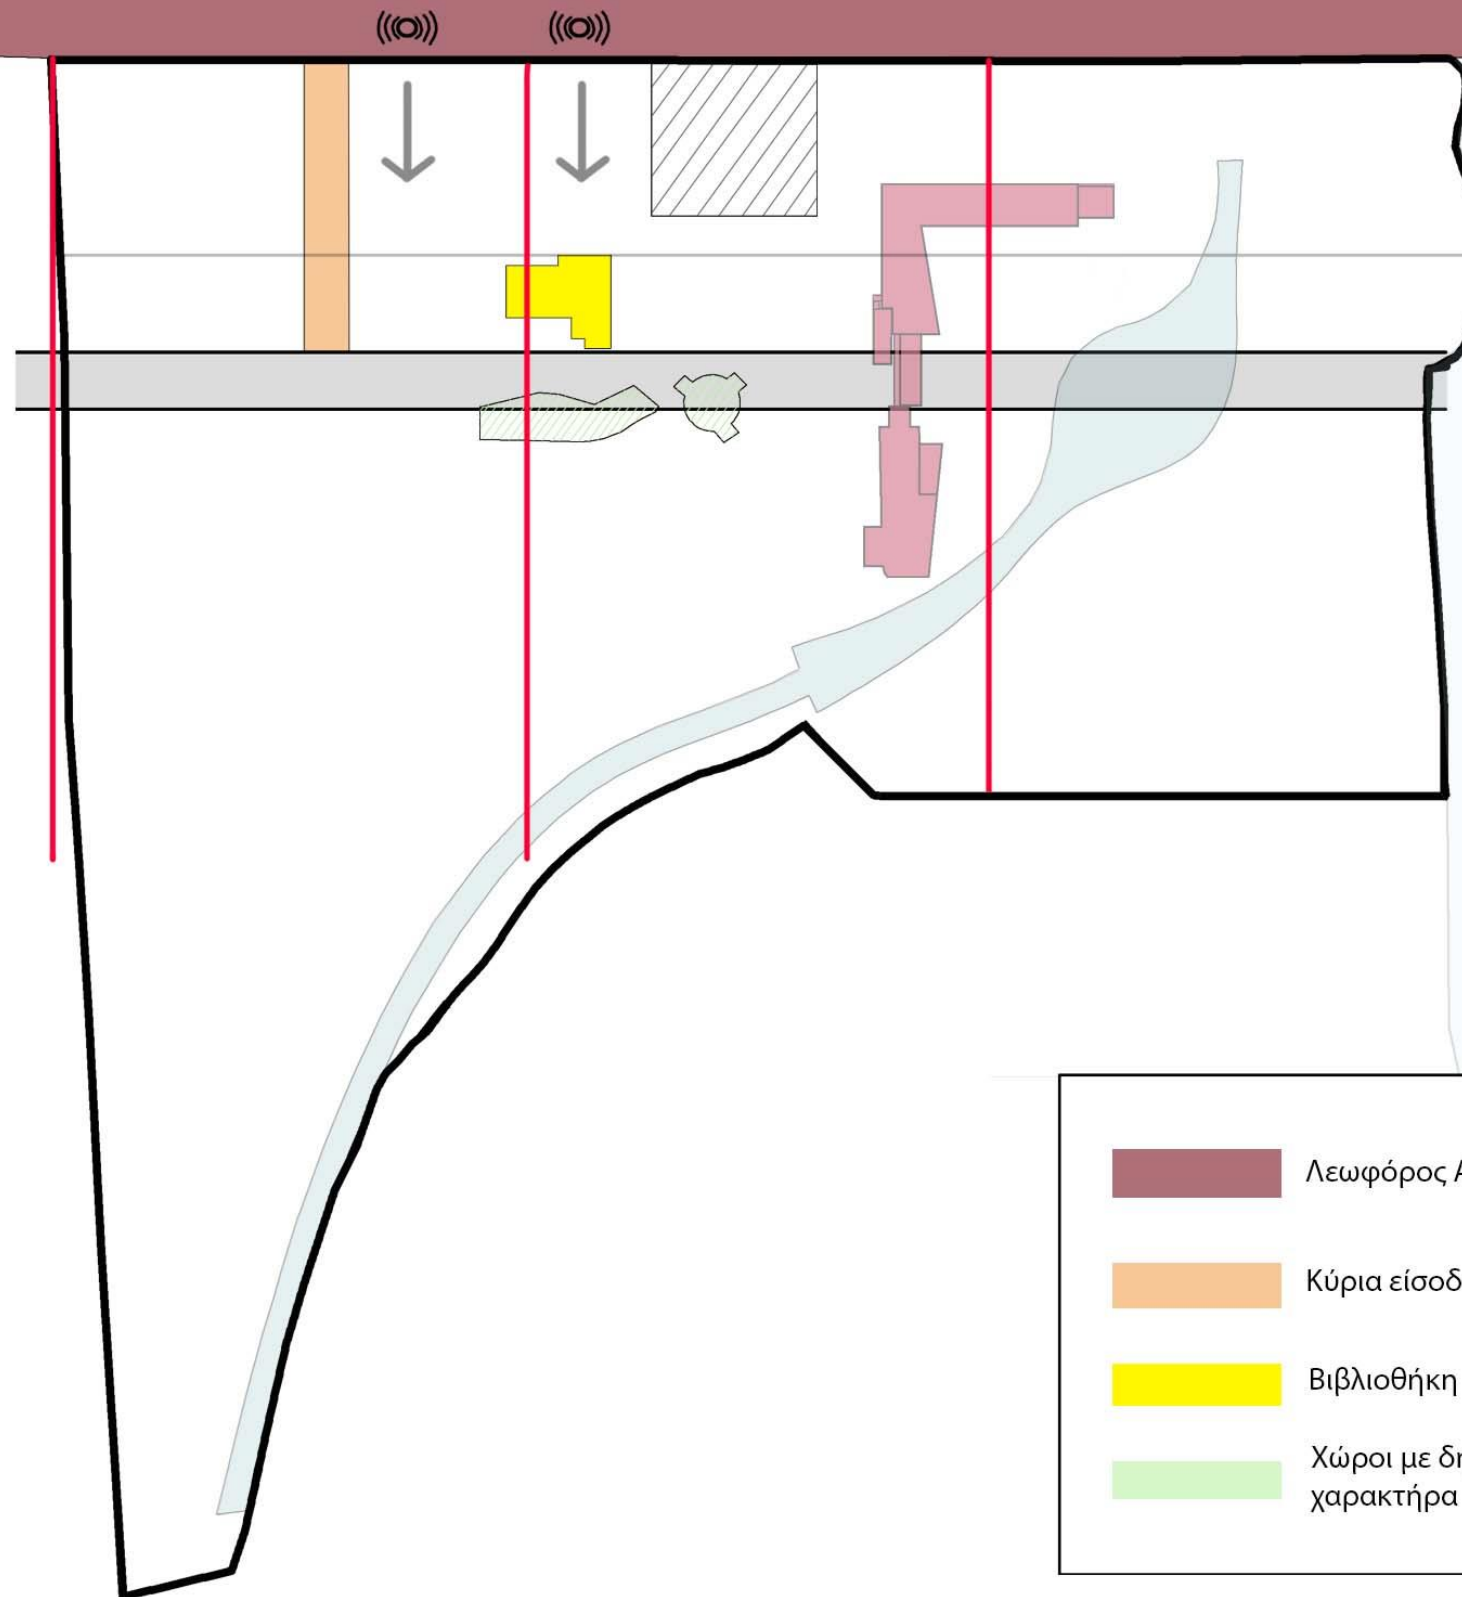 Λεωφόρος
Κύρια
Βιβλιοθήκη
Χώροι με
χαρακτήρα